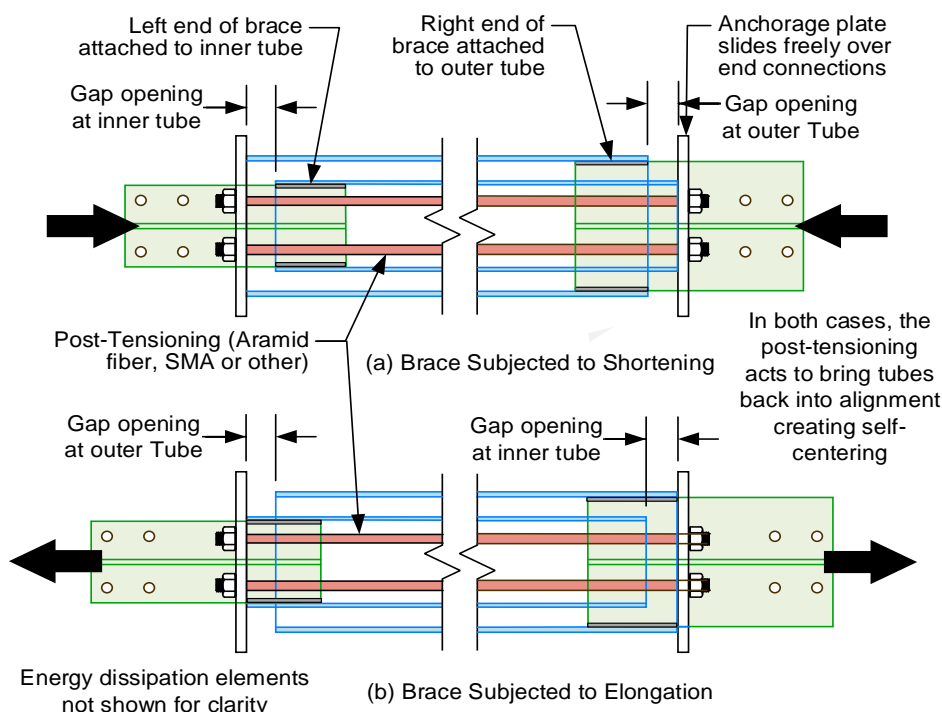 Left end of brace
attached to inner tube
Right end of
brace attached
to outer tube
Anchorage plate
slides freely over
end connections
Gap opening
at inner tube
Gap opening
at outer Tube
Post-Tensioning (Aramid
fiber, SMA or other)
(a) Brace Subjected to Shortening
In both cases, the
post-tensioning
acts to bring tubes
back into alignment
creating self-
centering
Gap opening
at outer Tube
Gap opening
at inner tube
Energy dissipation elements
not shown for clarity
(b) Brace Subjected to Elongation